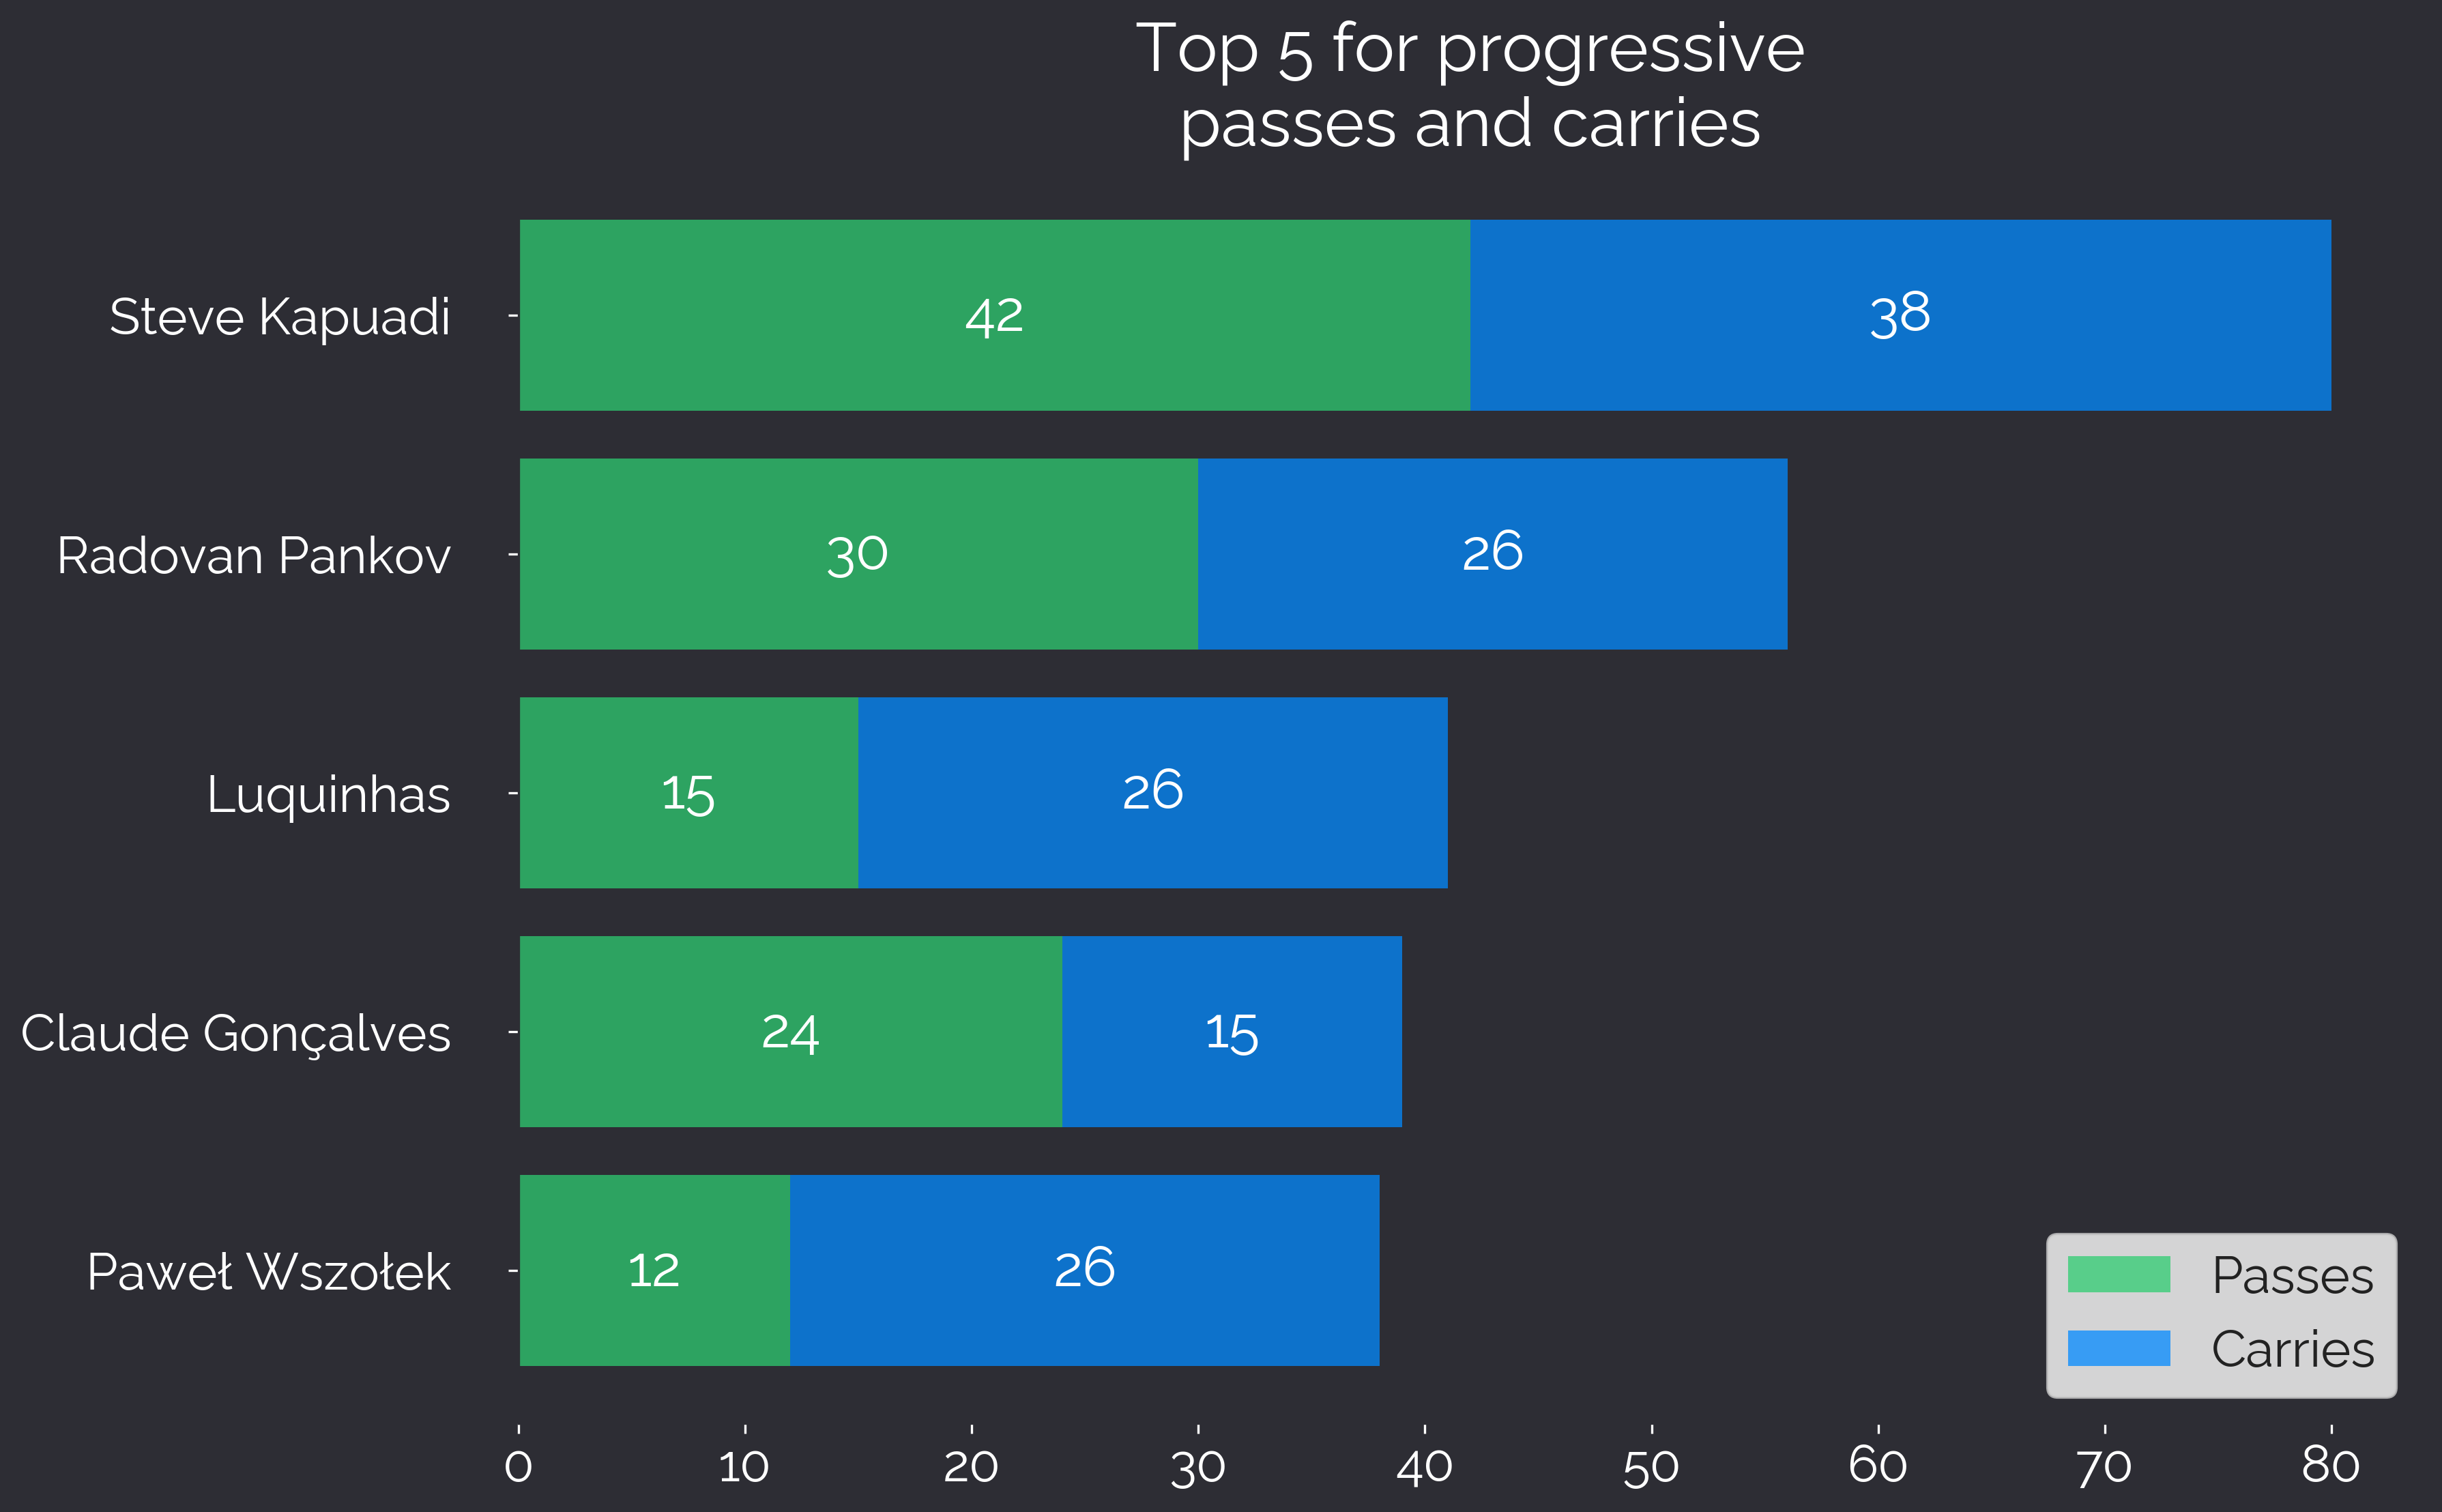 Top 5 for progressive
passes and carries
Steve Kapuadi
42
38
Radovan Pankov
30
26
Luquinhas
15
26
Claude Gonçalves
24
15
Paweł Wszołek
12
26
Passes
Carries
0 10 20 30 40 50 60 70 80